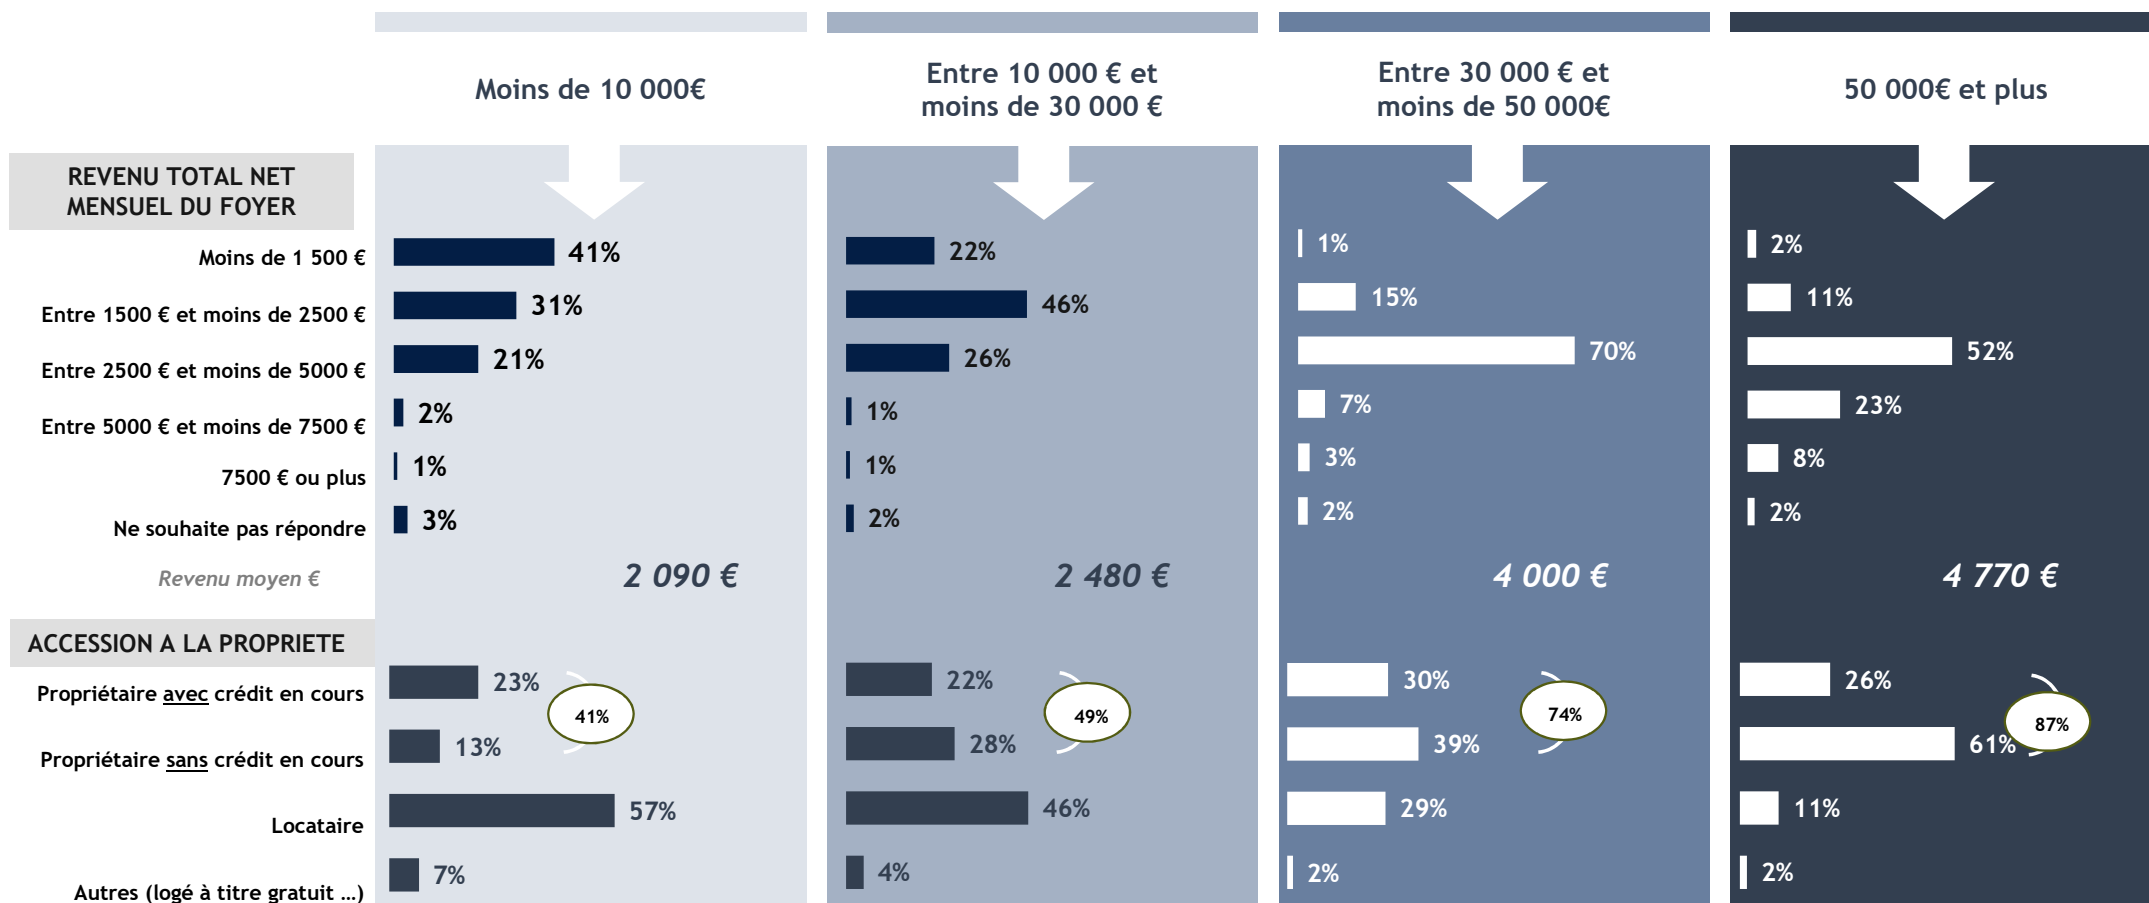 Moins de 10 000€
Entre 10 000 € et
moins de 30 000 €
Entre 30 000 € et
moins de 50 000€
50 000€ et plus
REVENU TOTAL NET
MENSUEL DU FOYER
Moins de 1 500 €
41%
22%
1%
2%
Entre 1500 € et moins de 2500 €
31%
46%
15%
11%
Entre 2500 € et moins de 5000 €
21%
26%
70%
52%
Entre 5000 € et moins de 7500 €
2%
1%
7%
23%
7500 € ou plus
1%
1%
3%
8%
Ne souhaite pas répondre
3%
2%
2%
2%
Revenu moyen €
2 090 €
2 480 €
4 000 €
4 770 €
ACCESSION A LA PROPRIETE
Propriétaire avec crédit en cours
23%
22%
30%
26%
41%
49%
74%
87%
Propriétaire sans crédit en cours
13%
28%
39%
61%
Locataire
57%
46%
29%
11%
Autres (logé à titre gratuit …)
7%
4%
2%
2%